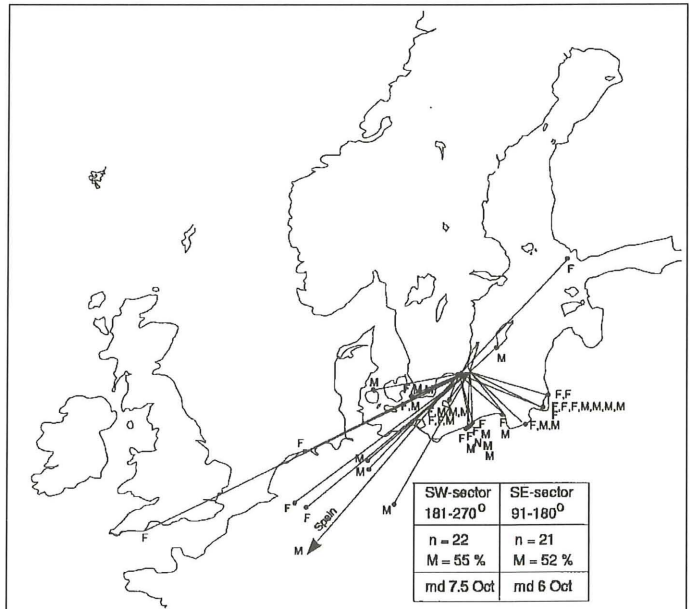 F
M
M
F, M, M
F, M
F, F
F, F, F, M, M, M, M
F
F, M, M
F
M
F
M
F
M
M
F
F
M
Spain
M
F
SW-sector
181-270°
SE-sector
91-180°
n = 22
M = 55 %
n = 21
M = 52 %
md 7.5 Oct
md 6 Oct